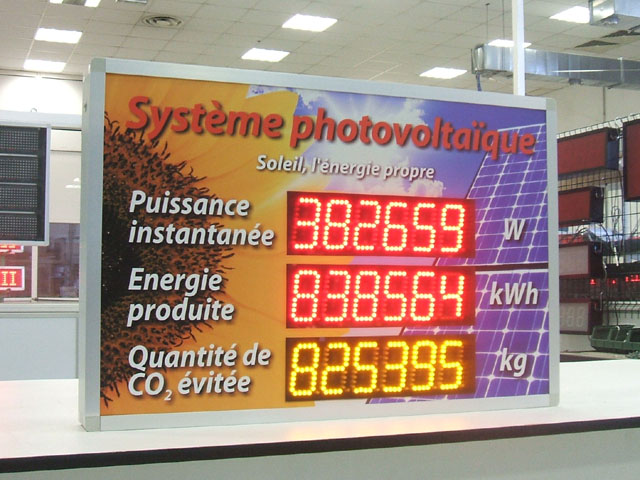 Système photovoltaïque
Soleil, l'énergie propre
Puissance
instantanée
382659
W
Energie
produite
838564
kWh
Quantité de
CO₂ évitée
825395
kg